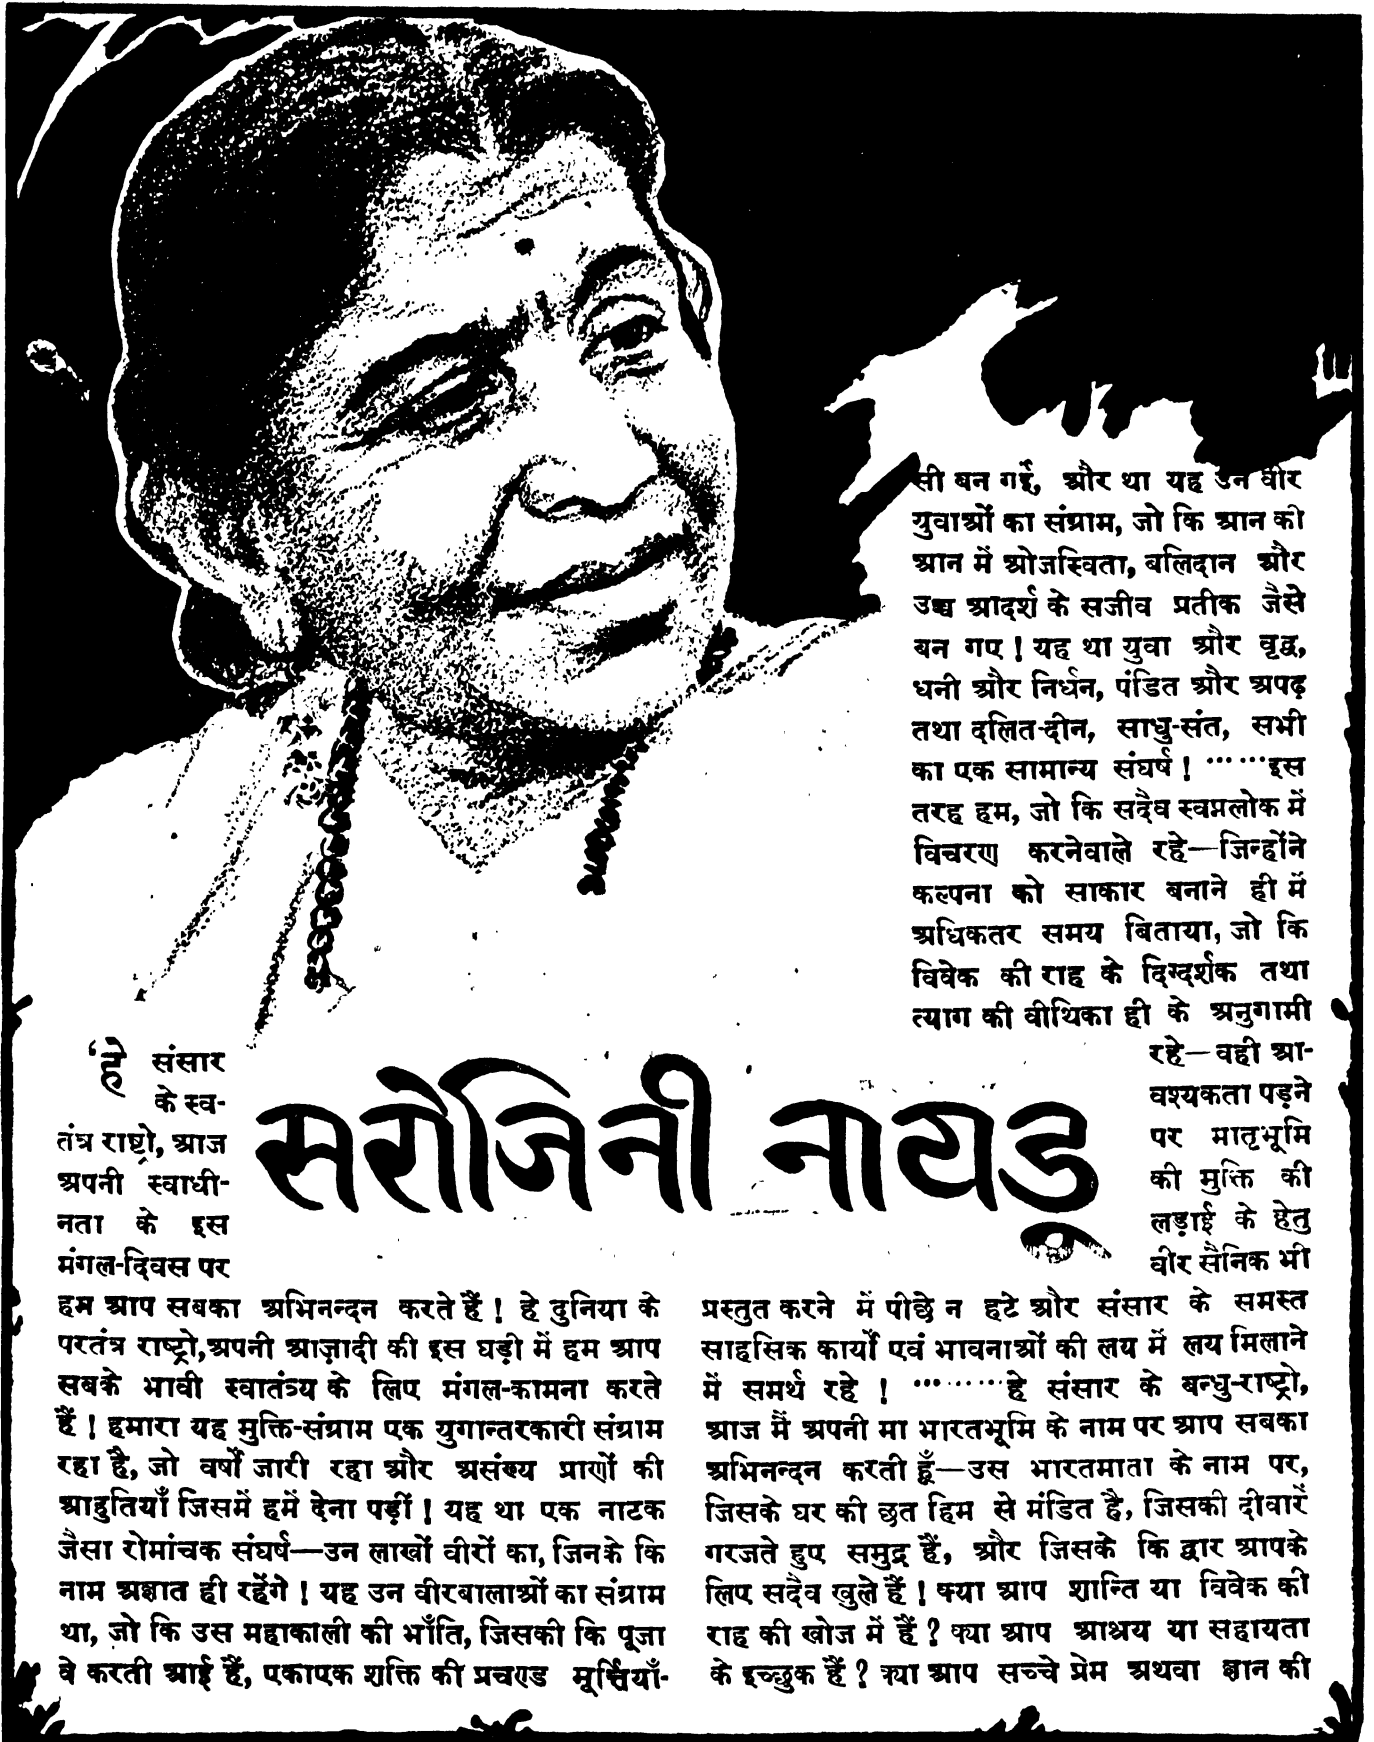 सरोजिनी नायडू
‘हे संसार
के स्व-
तंत्र राष्ट्रो, आज
अपनी स्वाधी-
नता के इस
मंगल-दिवस पर
हम आप सबका अभिनन्दन करते हैं ! हे दुनिया के
परतंत्र राष्ट्रो, अपनी आज़ादी की इस घड़ी में हम आप
सबके भावी स्वातंत्र्य के लिए मंगल-कामना करते
हैं ! हमारा यह मुक्ति-संग्राम एक युगान्तरकारी संग्राम
रहा है, जो वर्षों जारी रहा और असंख्य प्राणों की
आहुतियाँ जिसमें हमें देना पड़ीं ! यह था एक नाटक
जैसा रोमांचक संघर्ष—उन लाखों वीरों का, जिनके कि
नाम अज्ञात ही रहेंगे ! यह उन वीरबालाओं का संग्राम
था, जो कि उस महाकाली की भाँति, जिसकी कि पूजा
वे करती आई हैं, एकाएक शक्ति की प्रचण्ड मूर्त्तियाँ-
सी बन गईं, और था यह उन वीर
युवाओं का संग्राम, जो कि आन की
आन में ओजस्विता, बलिदान और
उच्च आदर्श के सजीव प्रतीक जैसे
बन गए ! यह था युवा और वृद्ध,
धनी और निर्धन, पंडित और अपढ़
तथा दलित-दीन, साधु-संत, सभी
का एक सामान्य संघर्ष ! ······इस
तरह हम, जो कि सदैव स्वप्नलोक में
विचरण करनेवाले रहे—जिन्होंने
कल्पना को साकार बनाने ही में
अधिकतर समय बिताया, जो कि
विवेक की राह के दिग्दर्शक तथा
त्याग की वीथिका ही के अनुगामी
रहे—वही आ-
वश्यकता पड़ने
पर मातृभूमि
की मुक्ति की
लड़ाई के हेतु
वीर सैनिक भी
प्रस्तुत करने में पीछे न हटे और संसार के समस्त
साहसिक कार्यों एवं भावनाओं की लय में लय मिलाने
में समर्थ रहे ! ·········हे संसार के बन्धु-राष्ट्रो,
आज मैं अपनी मा भारतभूमि के नाम पर आप सबका
अभिनन्दन करती हूँ—उस भारतमाता के नाम पर,
जिसके घर की छत हिम से मंडित है, जिसकी दीवारें
गरजते हुए समुद्र हैं, और जिसके कि द्वार आपके
लिए सदैव खुले हैं ! क्या आप शान्ति या विवेक की
राह की खोज में हैं ? क्या आप आश्रय या सहायता
के इच्छुक हैं ? क्या आप सच्चे प्रेम अथवा ज्ञान की